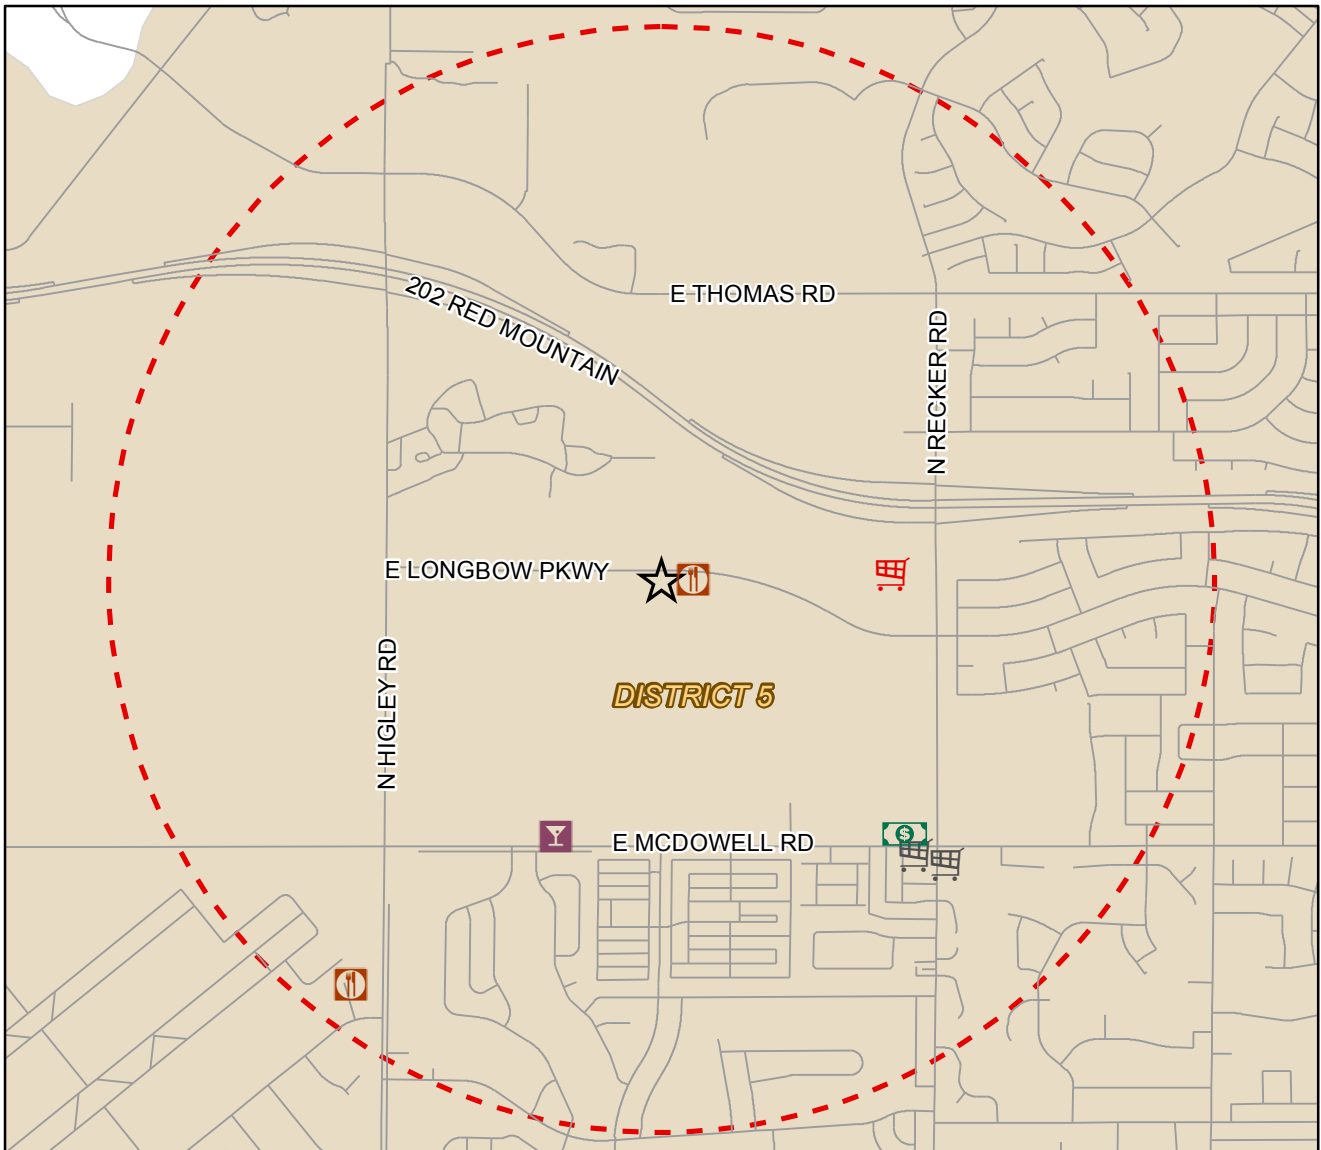 202 RED MOUNTAIN
E THOMAS RD
N RECKER RD
E LONGBOW PKWY
N HIGLEY RD
DISTRICT 5
E MCDOWELL RD
$